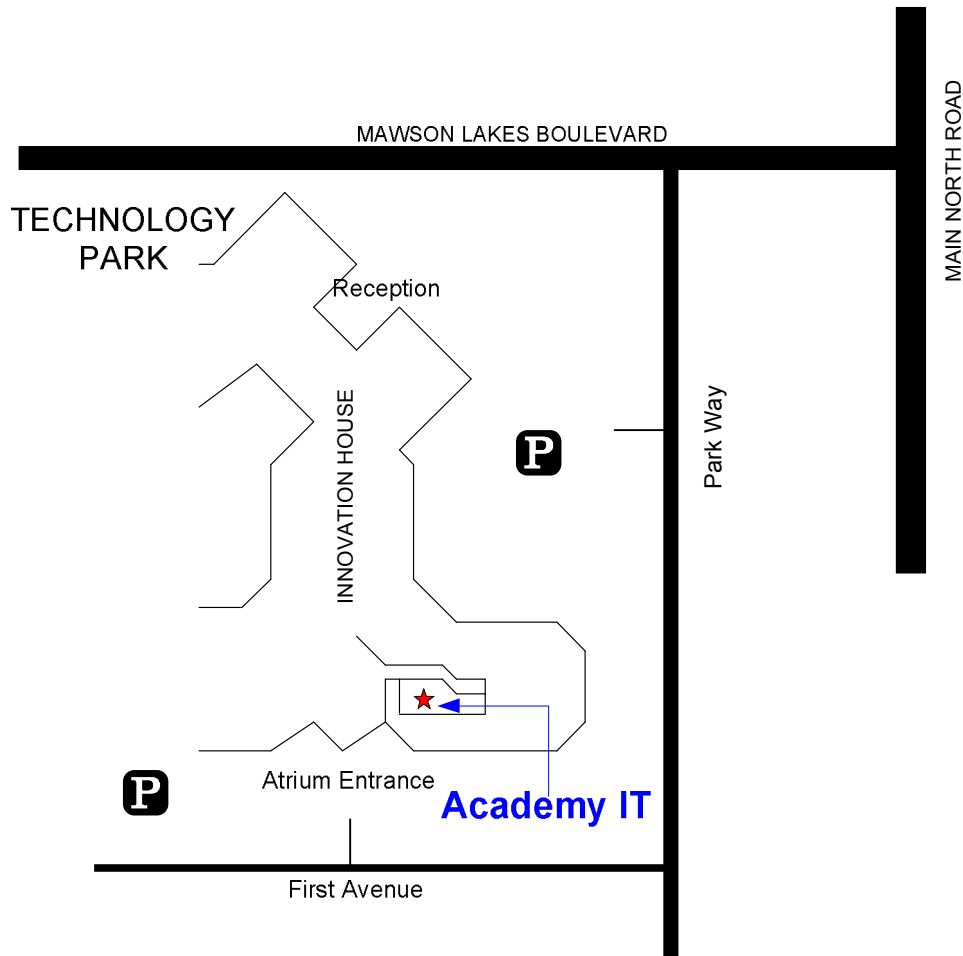 MAWSON LAKES BOULEVARD
MAIN NORTH ROAD
TECHNOLOGY
PARK
Reception
INNOVATION HOUSE
Park Way
P
P
Atrium Entrance
Academy IT
First Avenue